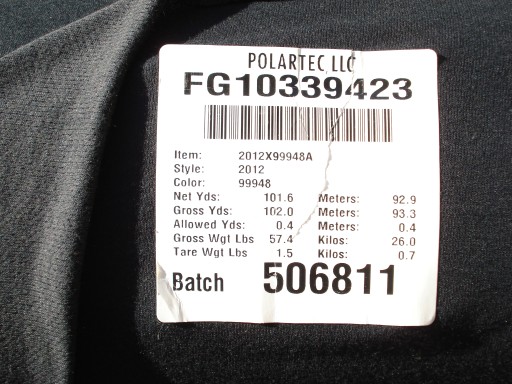 POLARTEC LLC
FG10339423
Item: 2012X99948A
Style: 2012
Color: 99948
Net Yds: 101.6 Meters: 92.9
Gross Yds: 102.0 Meters: 93.3
Allowed Yds: 0.4 Meters: 0.4
Gross Wgt Lbs 57.4 Kilos: 26.0
Tare Wgt Lbs 1.5 Kilos: 0.7
Batch 506811